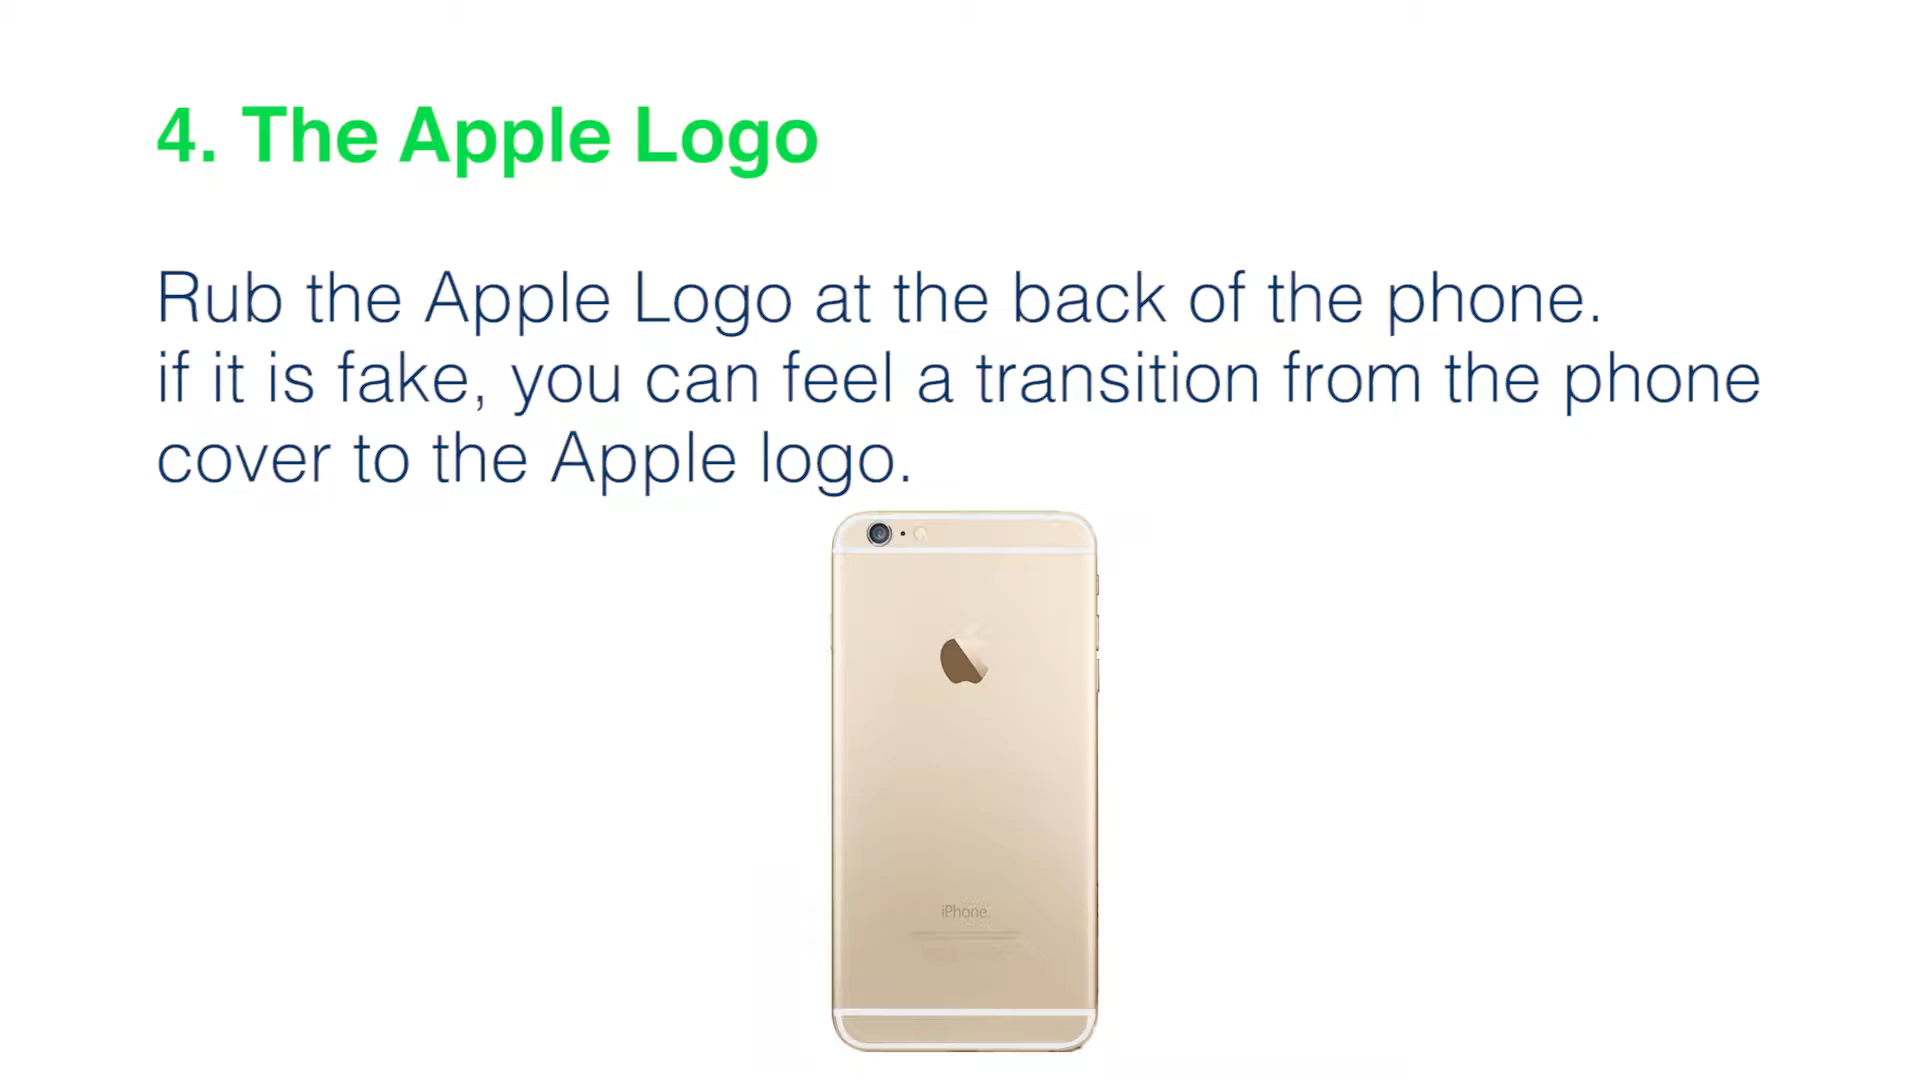 4. The Apple Logo
Rub the Apple Logo at the back of the phone.
if it is fake, you can feel a transition from the phone
cover to the Apple logo.
iPhone